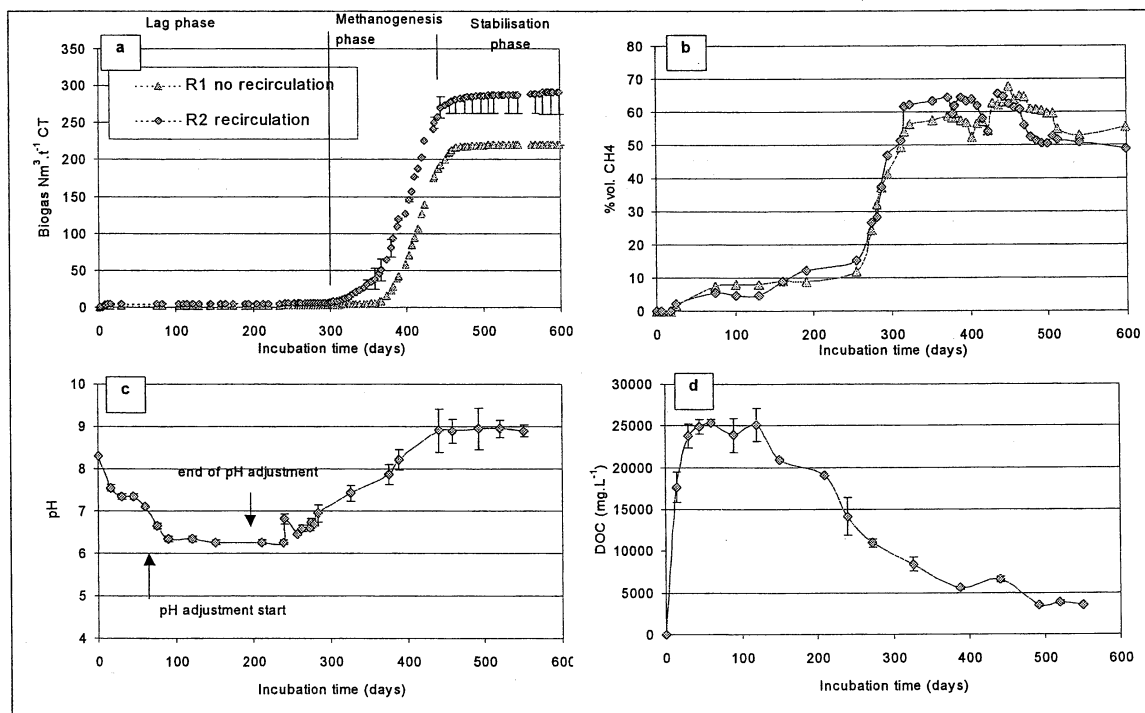 Lag phase
Methanogenesis phase
Stabilisation phase
a
350
300
250
200
150
100
50
0
Biogas Nm³.t⁻¹ CT
R1 no recirculation
R2 recirculation
0 100 200 300 400 500 600
Incubation time (days)
b
80
70
60
50
40
30
20
10
0
%vol. CH4
0 100 200 300 400 500 600
Incubation time (days)
c
10
9
8
7
6
5
4
pH
end of pH adjustment
pH adjustment start
0 100 200 300 400 500 600
Incubation time (days)
d
30000
25000
20000
15000
10000
5000
0
DOC (mg.L⁻¹)
0 100 200 300 400 500 600
Incubation time (days)